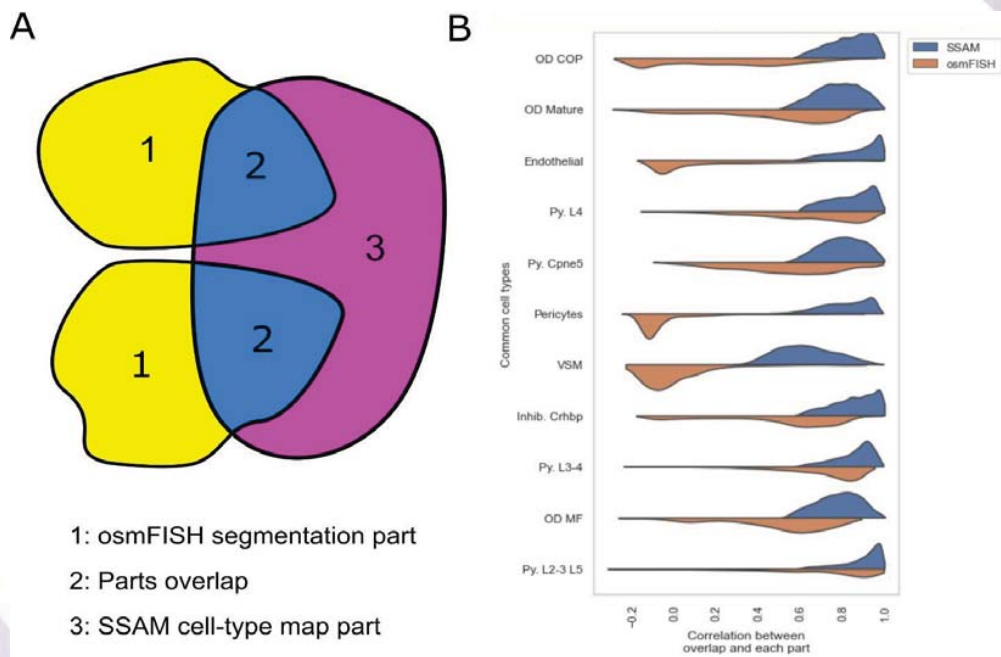 A
1
2
3
1
2
1: osmFISH segmentation part
2: Parts overlap
3: SSAM cell-type map part
B
SSAM
osmFISH
Common cell types
OD COP
OD Mature
Endothelial
Py. L4
Py. Cpne5
Pericytes
VSM
Inhib. Crhbp
Py. L3-4
OD MF
Py. L2-3 L5
−0.2 0.0 0.2 0.4 0.6 0.8 1.0
Correlation between
overlap and each part